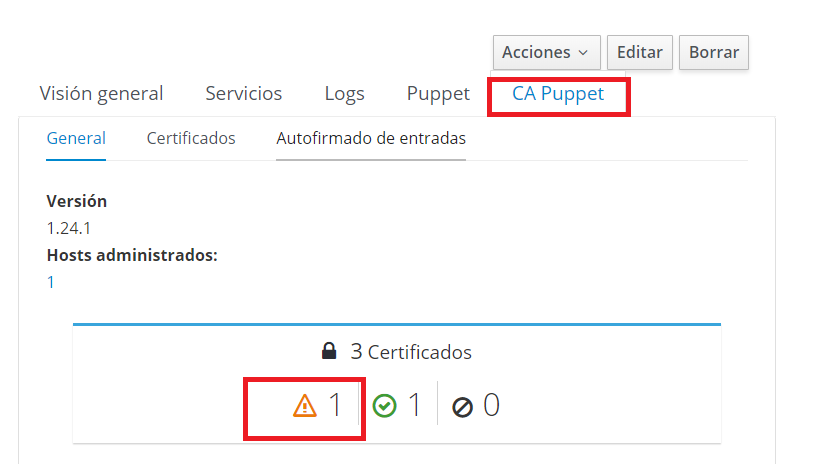 Acciones Editar Borrar
Visión general Servicios Logs Puppet CA Puppet
General Certificados Autofirmado de entradas
Versión
1.24.1
Hosts administrados:
1
3 Certificados
1 1 0